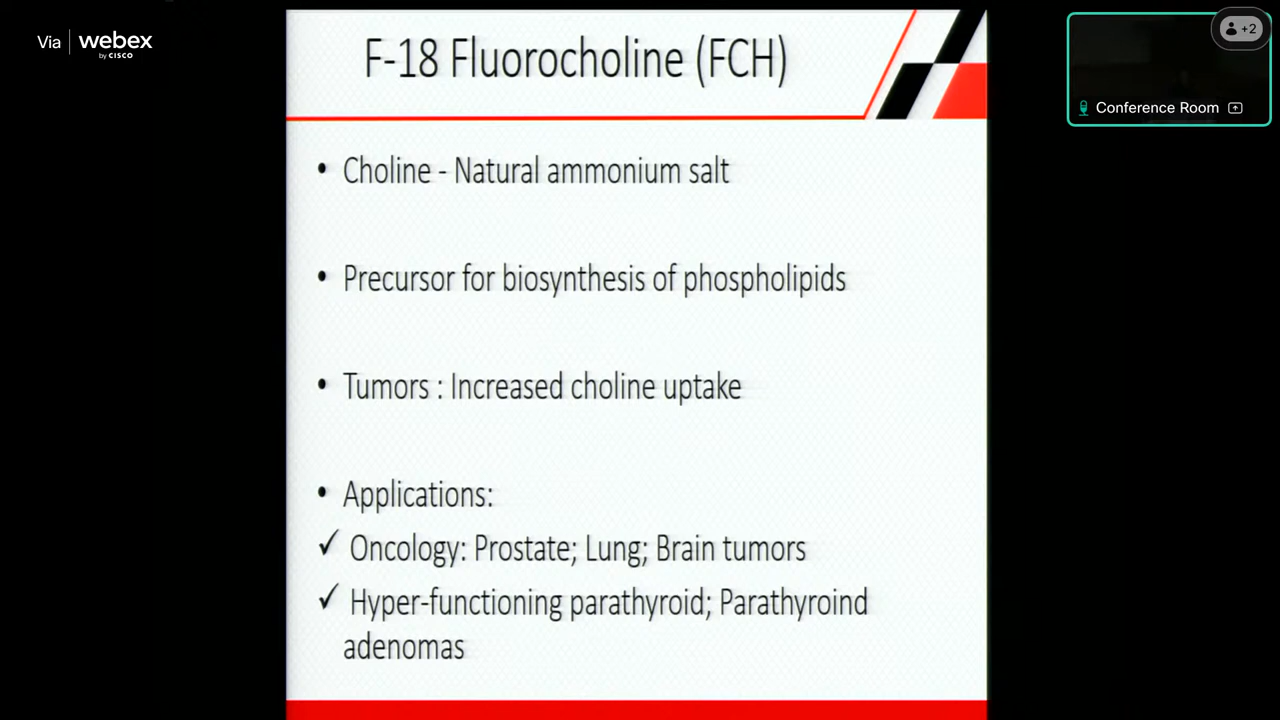 Via webex
by CISCO
+2
Conference Room
F-18 Fluorocholine (FCH)
• Choline - Natural ammonium salt
• Precursor for biosynthesis of phospholipids
• Tumors : Increased choline uptake
• Applications:
✓ Oncology: Prostate; Lung; Brain tumors
✓ Hyper-functioning parathyroid; Parathyroind
adenomas